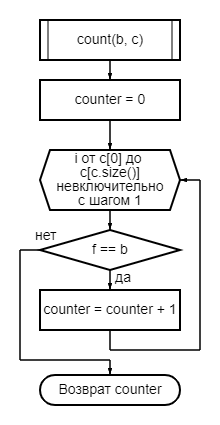 count(b, c)
counter = 0
i от c[0] до
c[c.size()]
невключительно
с шагом 1
нет
f == b
да
counter = counter + 1
Возврат counter